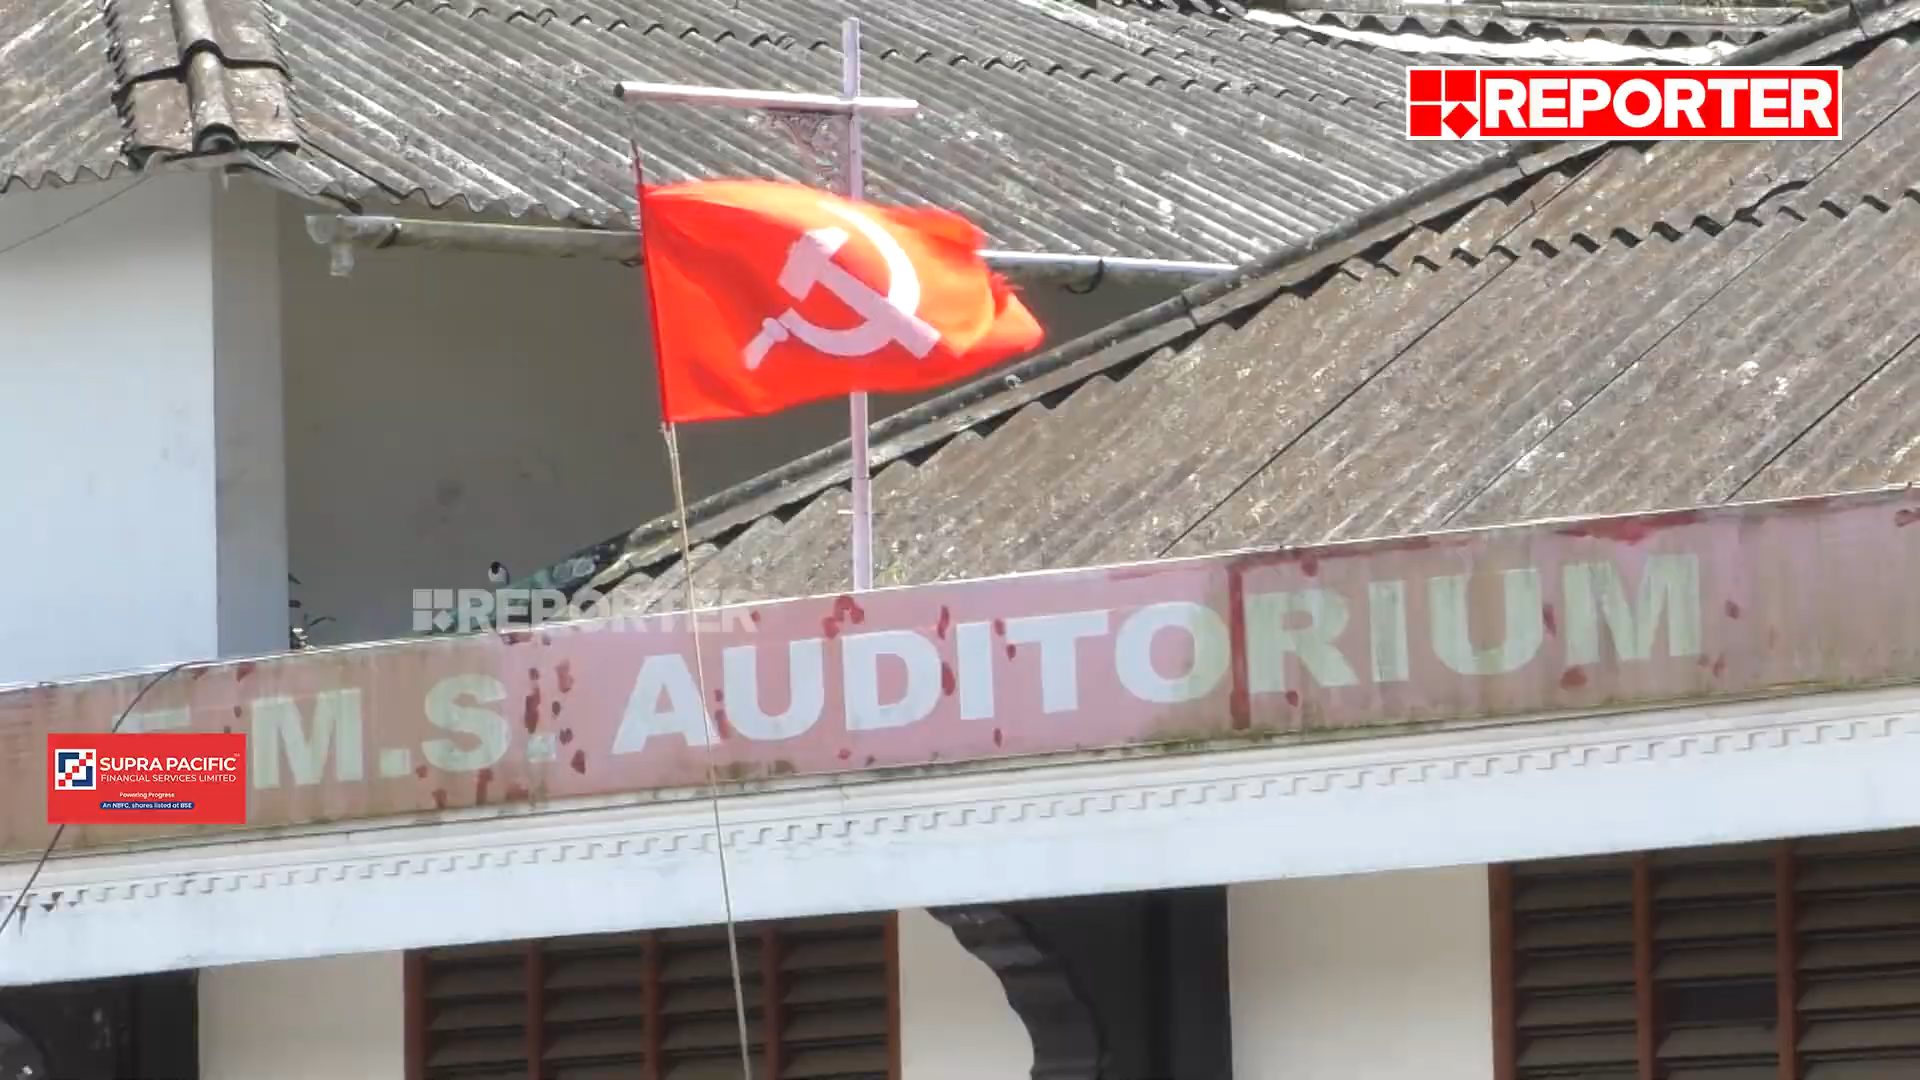 REPORTER
REPORTER
M.S. AUDITORIUM
SUPRA PACIFIC
FINANCIAL SERVICES LIMITED
Powering Progress
An NBFC, shares listed at BSE